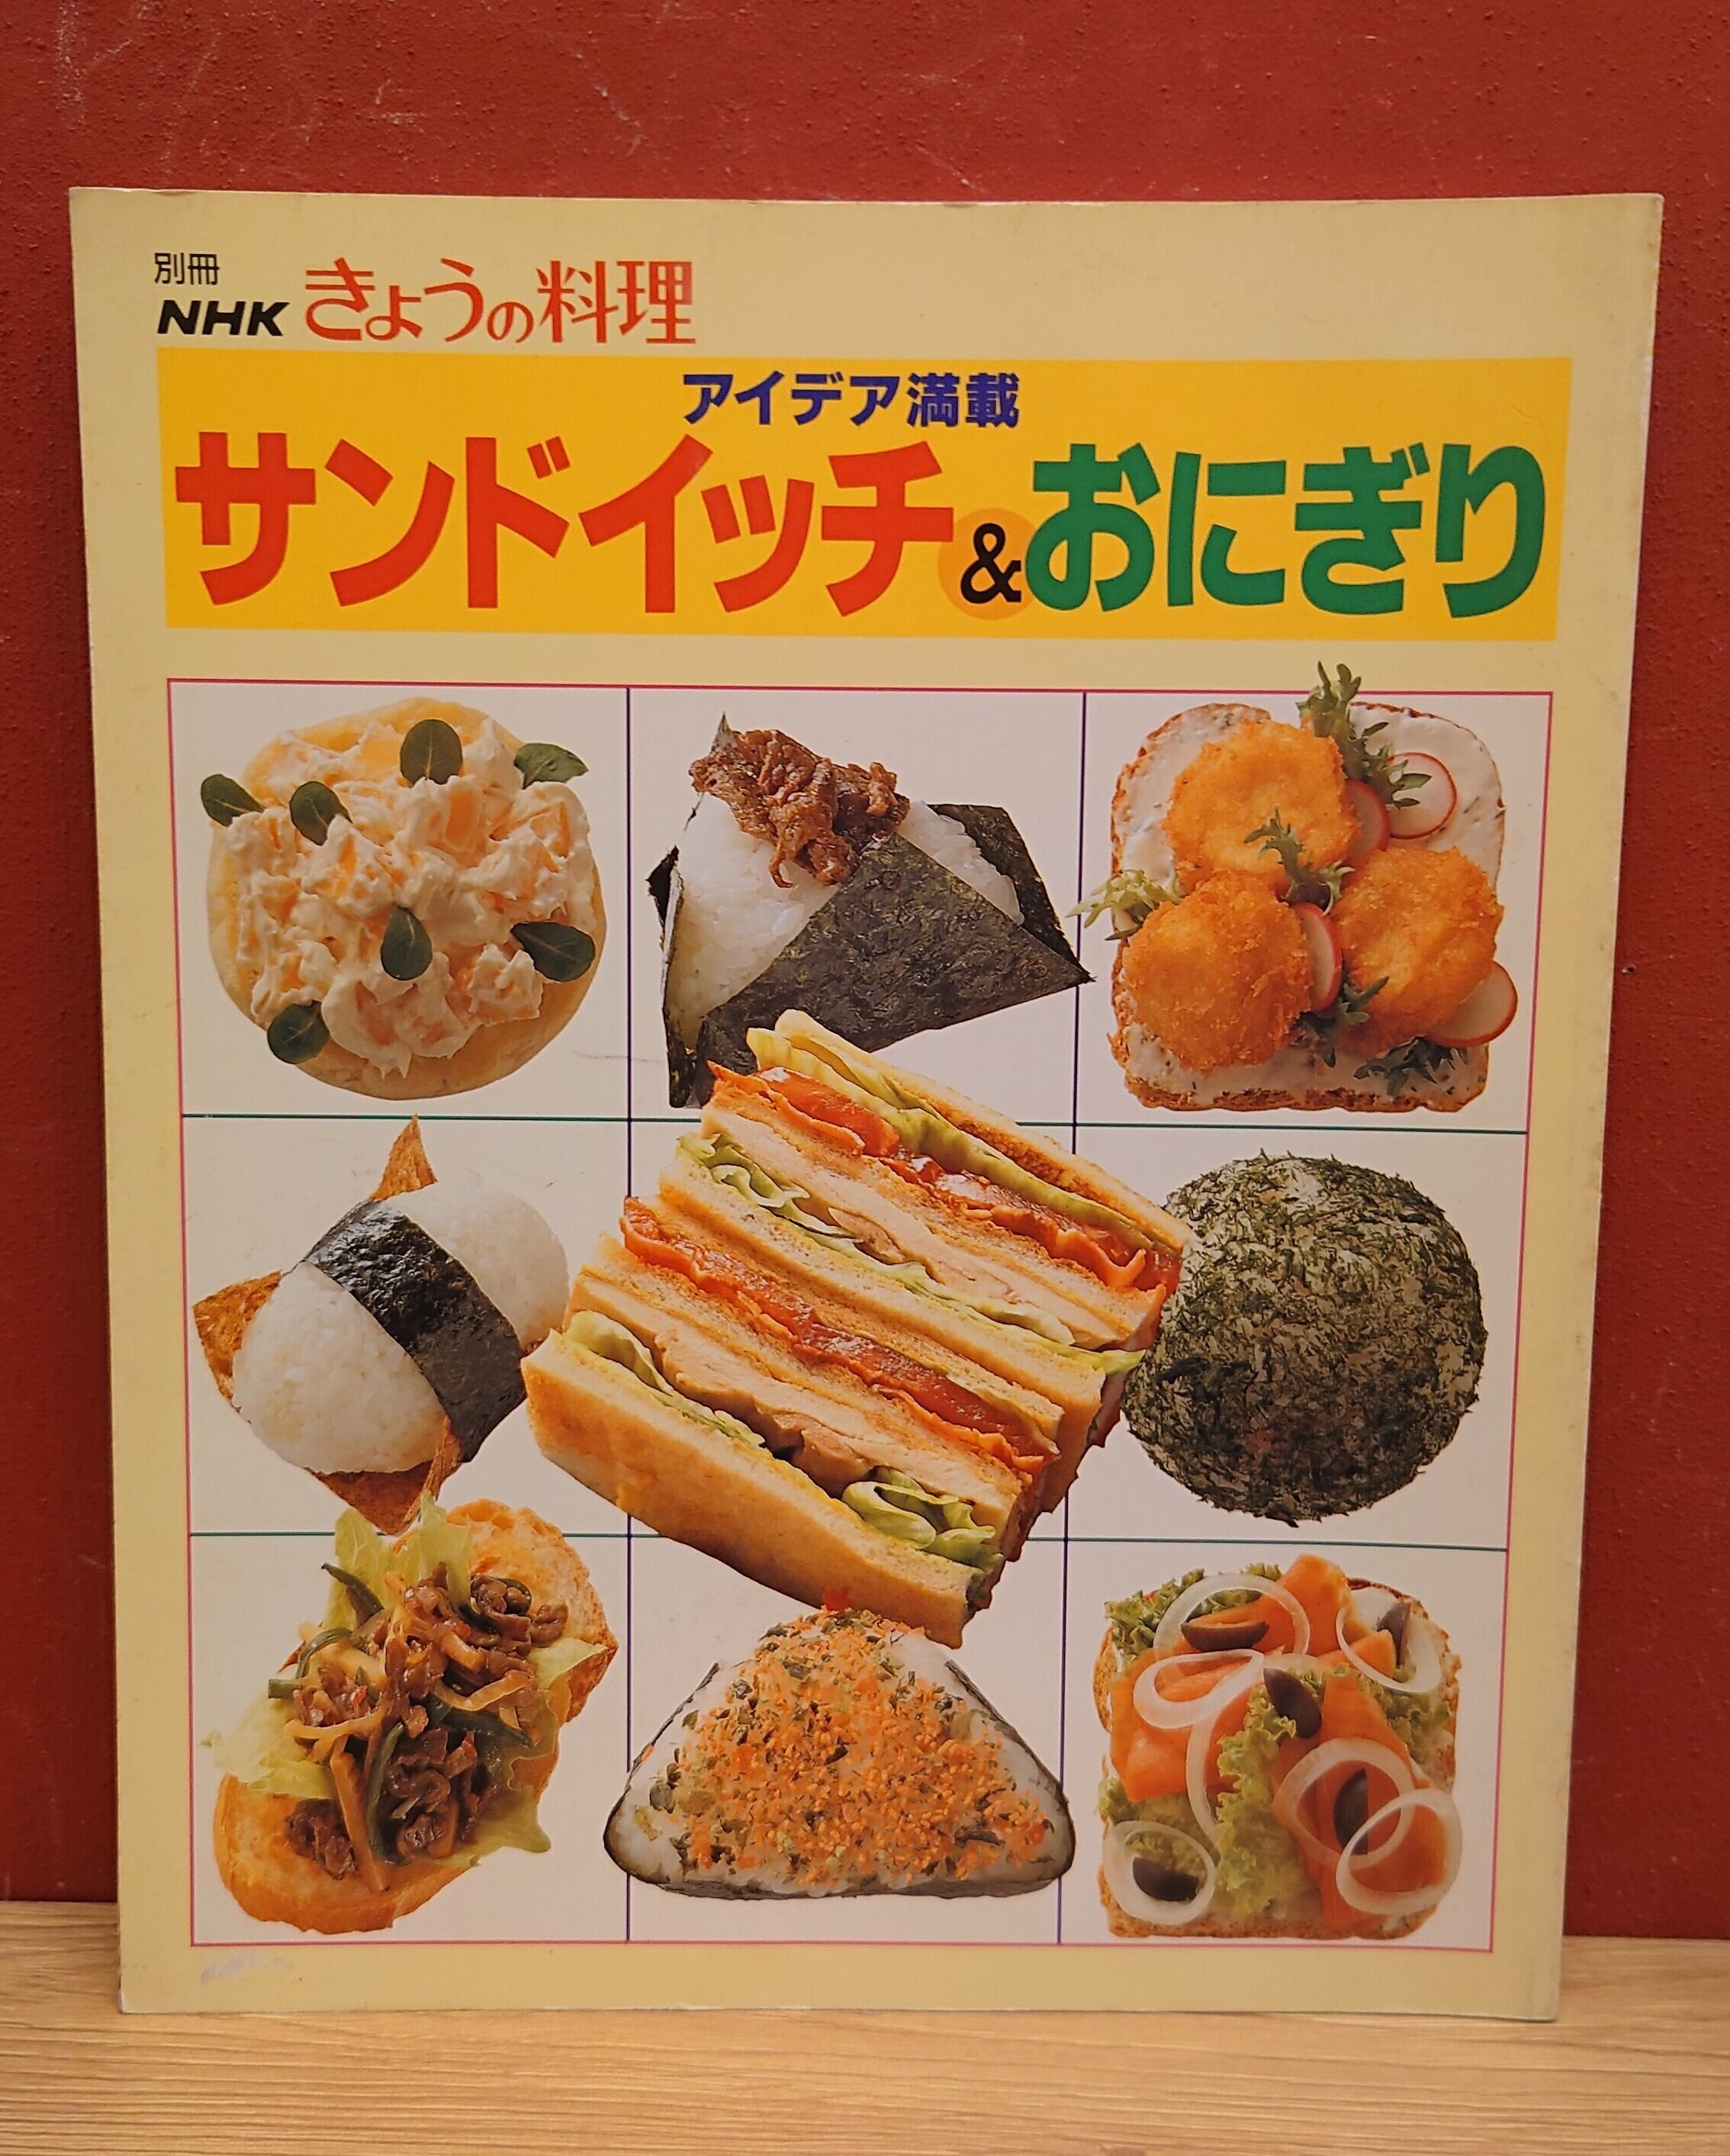 別冊
NHK きょうの料理
アイデア満載
サンドイッチ&おにぎり